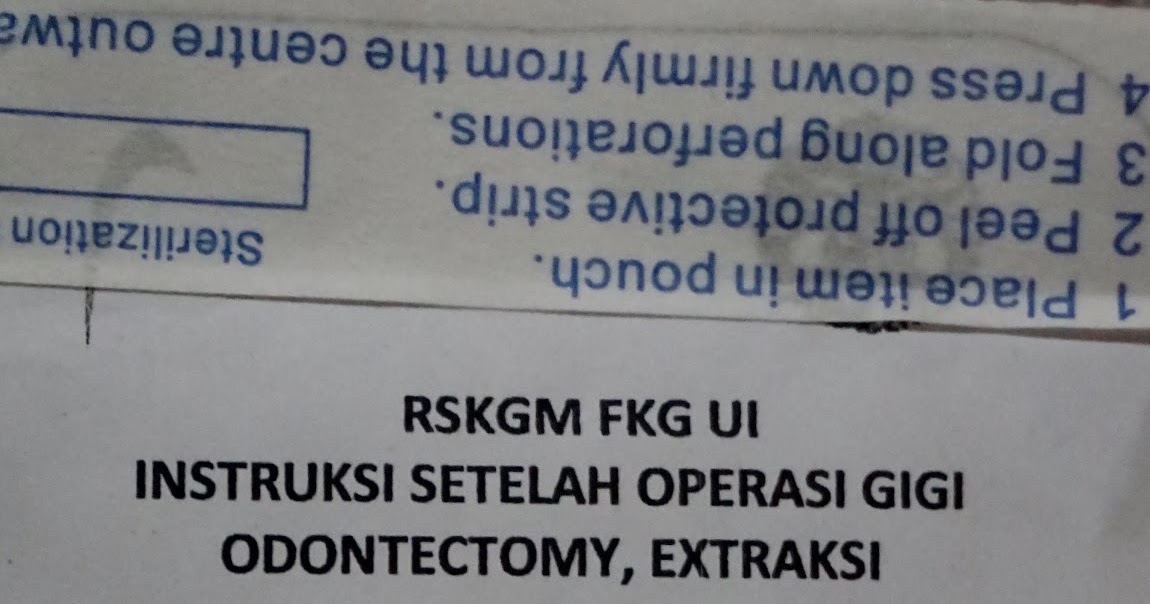 1 Place item in pouch.
2 Peel off protective strip.
3 Fold along perforations.
4 Press down firmly from the centre
Sterilization
RSKGM FKG UI
INSTRUKSI SETELAH OPERASI GIGI
ODONTECTOMY, EXTRAKSI